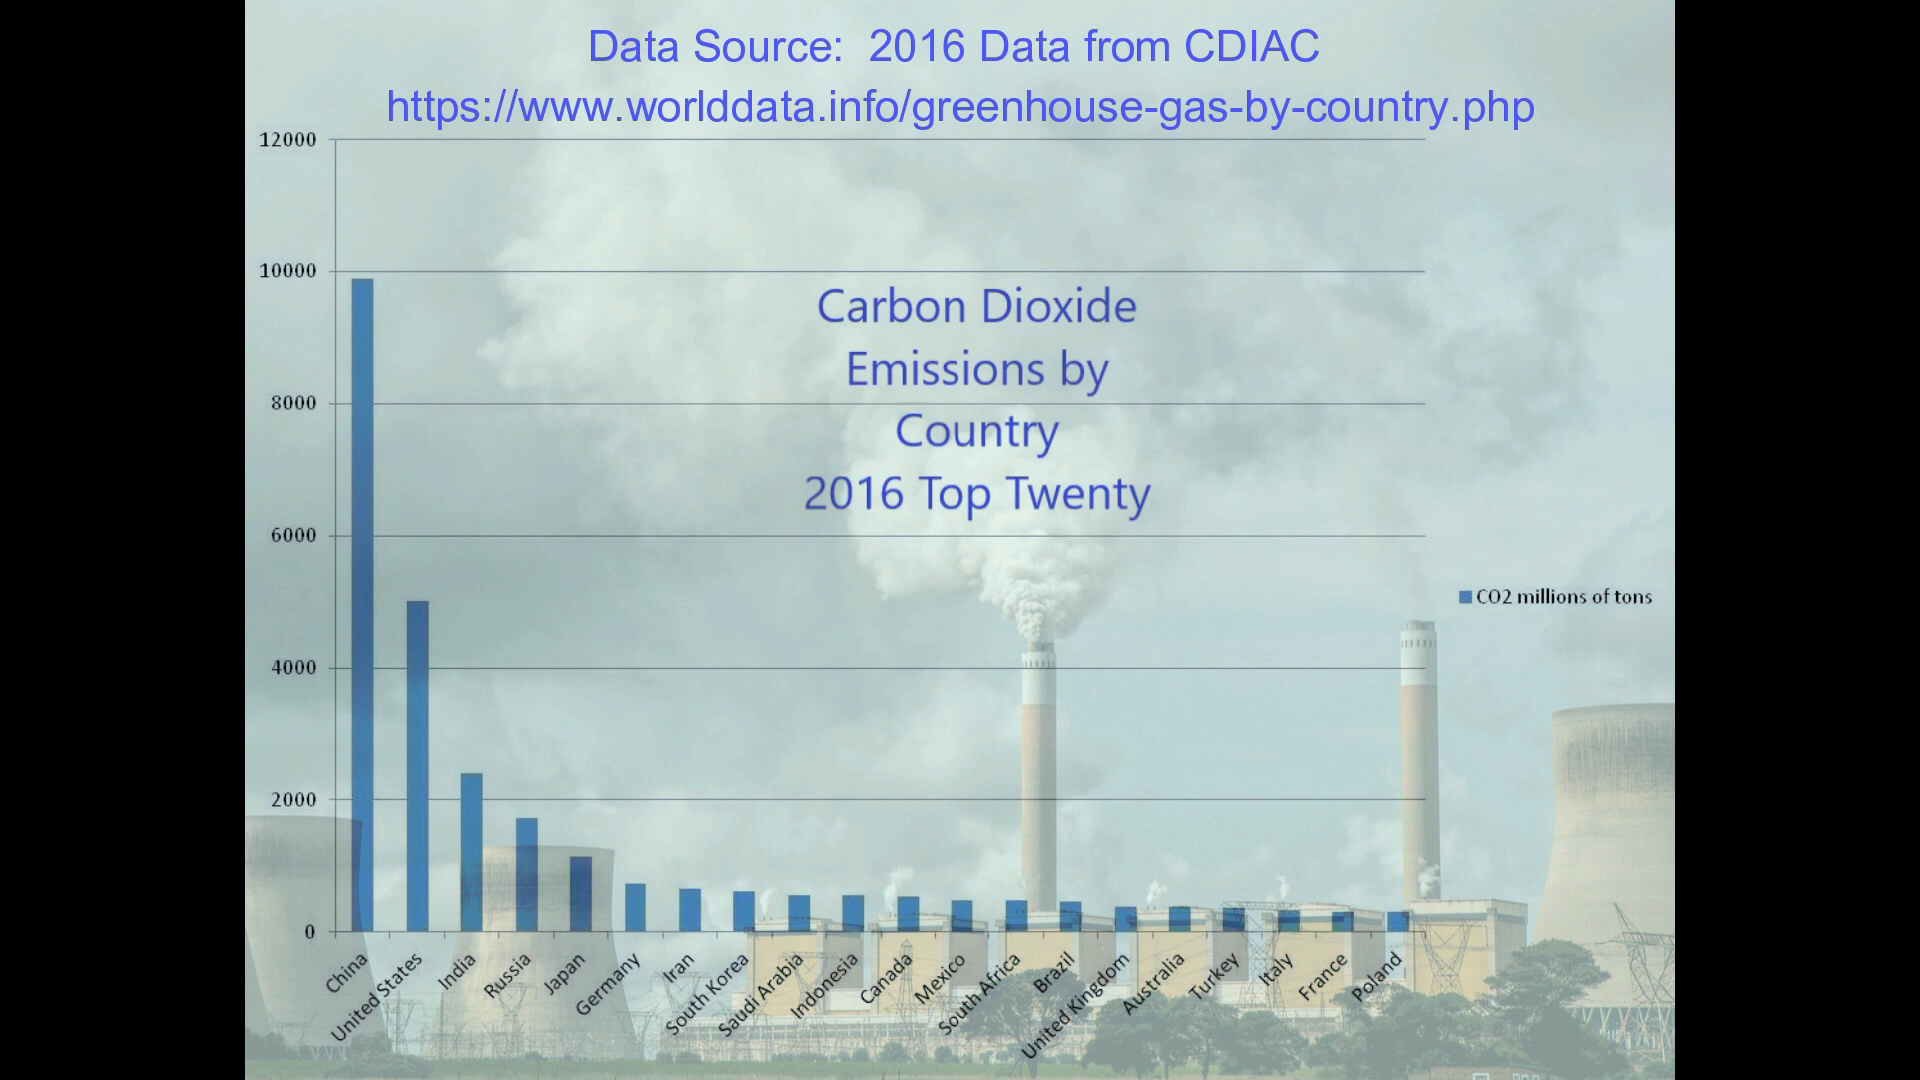 Data Source:  2016 Data from CDIAC
https://www.worlddata.info/greenhouse-gas-by-country.php
12000
10000
8000
6000
4000
2000
0
Carbon Dioxide
Emissions by
Country
2016 Top Twenty
CO2 millions of tons
China
United States
India
Russia
Japan
Germany
Iran
South Korea
Saudi Arabia
Indonesia
Canada
Mexico
South Africa
Brazil
United Kingdom
Australia
Turkey
Italy
France
Poland